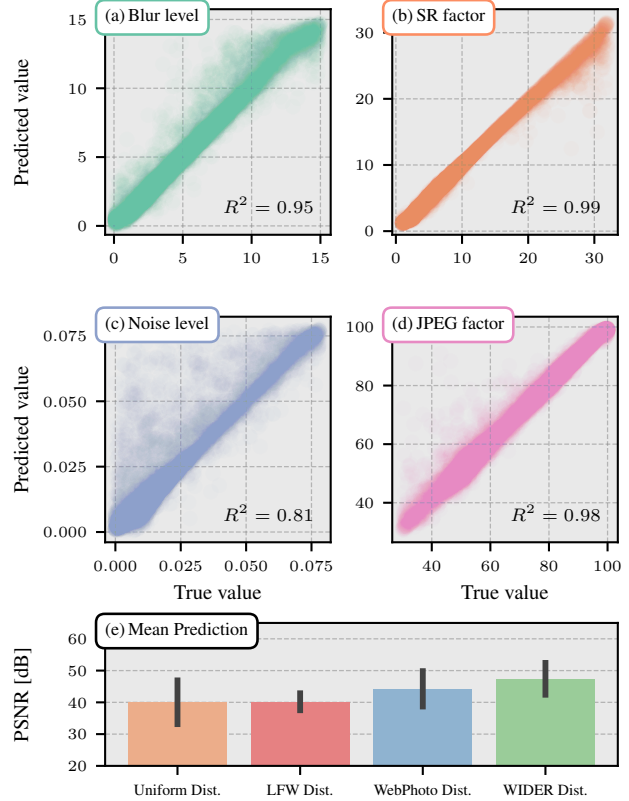 (a) Blur level
(b) SR factor
Predicted value
15
10
5
0
R² = 0.95
0 5 10 15
30
20
10
0
R² = 0.99
0 10 20 30
(c) Noise level
(d) JPEG factor
Predicted value
0.075
0.050
0.025
0.000
R² = 0.81
0.000 0.025 0.050 0.075
True value
100
80
60
40
R² = 0.98
40 60 80 100
True value
(e) Mean Prediction
PSNR [dB]
60
50
40
30
20
Uniform Dist. LFW Dist. WebPhoto Dist. WIDER Dist.